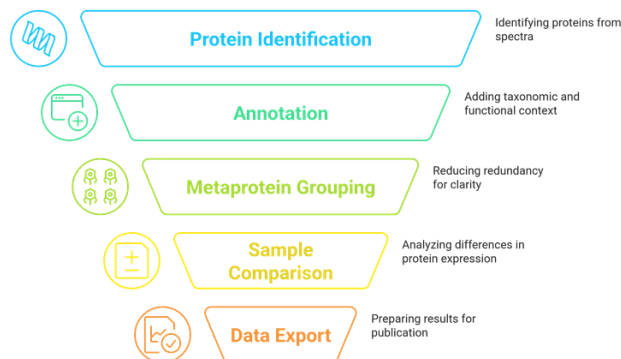 Protein Identification
Identifying proteins from
spectra
Annotation
Adding taxonomic and
functional context
Metaprotein Grouping
Reducing redundancy
for clarity
Sample
Comparison
Analyzing differences in
protein expression
Data Export
Preparing results for
publication